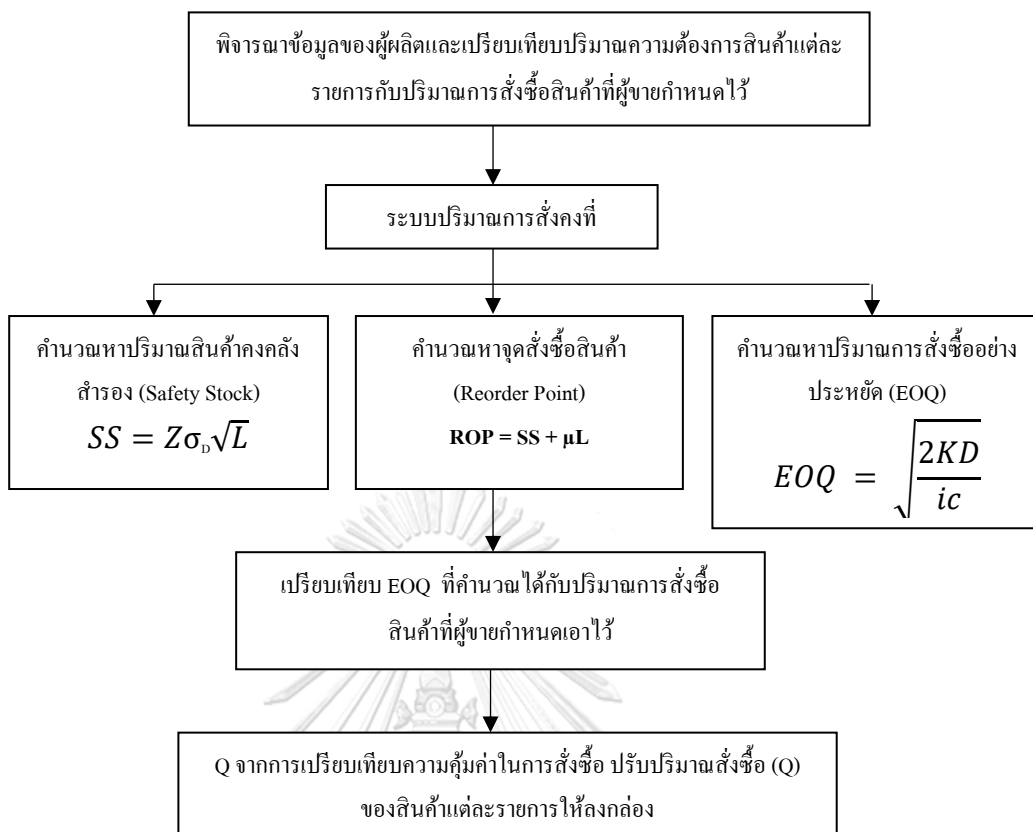 พิจารณาข้อมูลของผู้ผลิตและเปรียบเทียบปริมาณความต้องการสินค้าแต่ละ
รายการกับปริมาณการสั่งซื้อสินค้าที่ผู้ขายกำหนดไว้
ระบบปริมาณการสั่งคงที่
คำนวณหาปริมาณสินค้าคงคลัง
สำรอง (Safety Stock)
SS = Zσ_D√L
คำนวณหาจุดสั่งซื้อสินค้า
(Reorder Point)
ROP = SS + μL
คำนวณหาปริมาณการสั่งซื้ออย่าง
ประหยัด (EOQ)
EOQ = √(2KD/ic)
เปรียบเทียบ EOQ ที่คำนวณได้กับปริมาณการสั่งซื้อ
สินค้าที่ผู้ขายกำหนดเอาไว้
Q จากการเปรียบเทียบความคุ้มค่าในการสั่งซื้อ ปรับปริมาณสั่งซื้อ (Q)
ของสินค้าแต่ละรายการให้ลงกล่อง